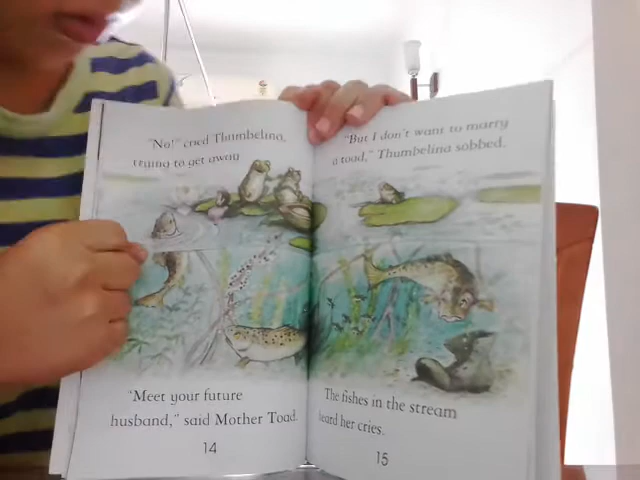 "No!" cried Thumbelina,
trying to get away
"Meet your future
husband," said Mother Toad.
14
"But I don't want to marry
a toad," Thumbelina sobbed.
The fishes in the stream
heard her cries.
15